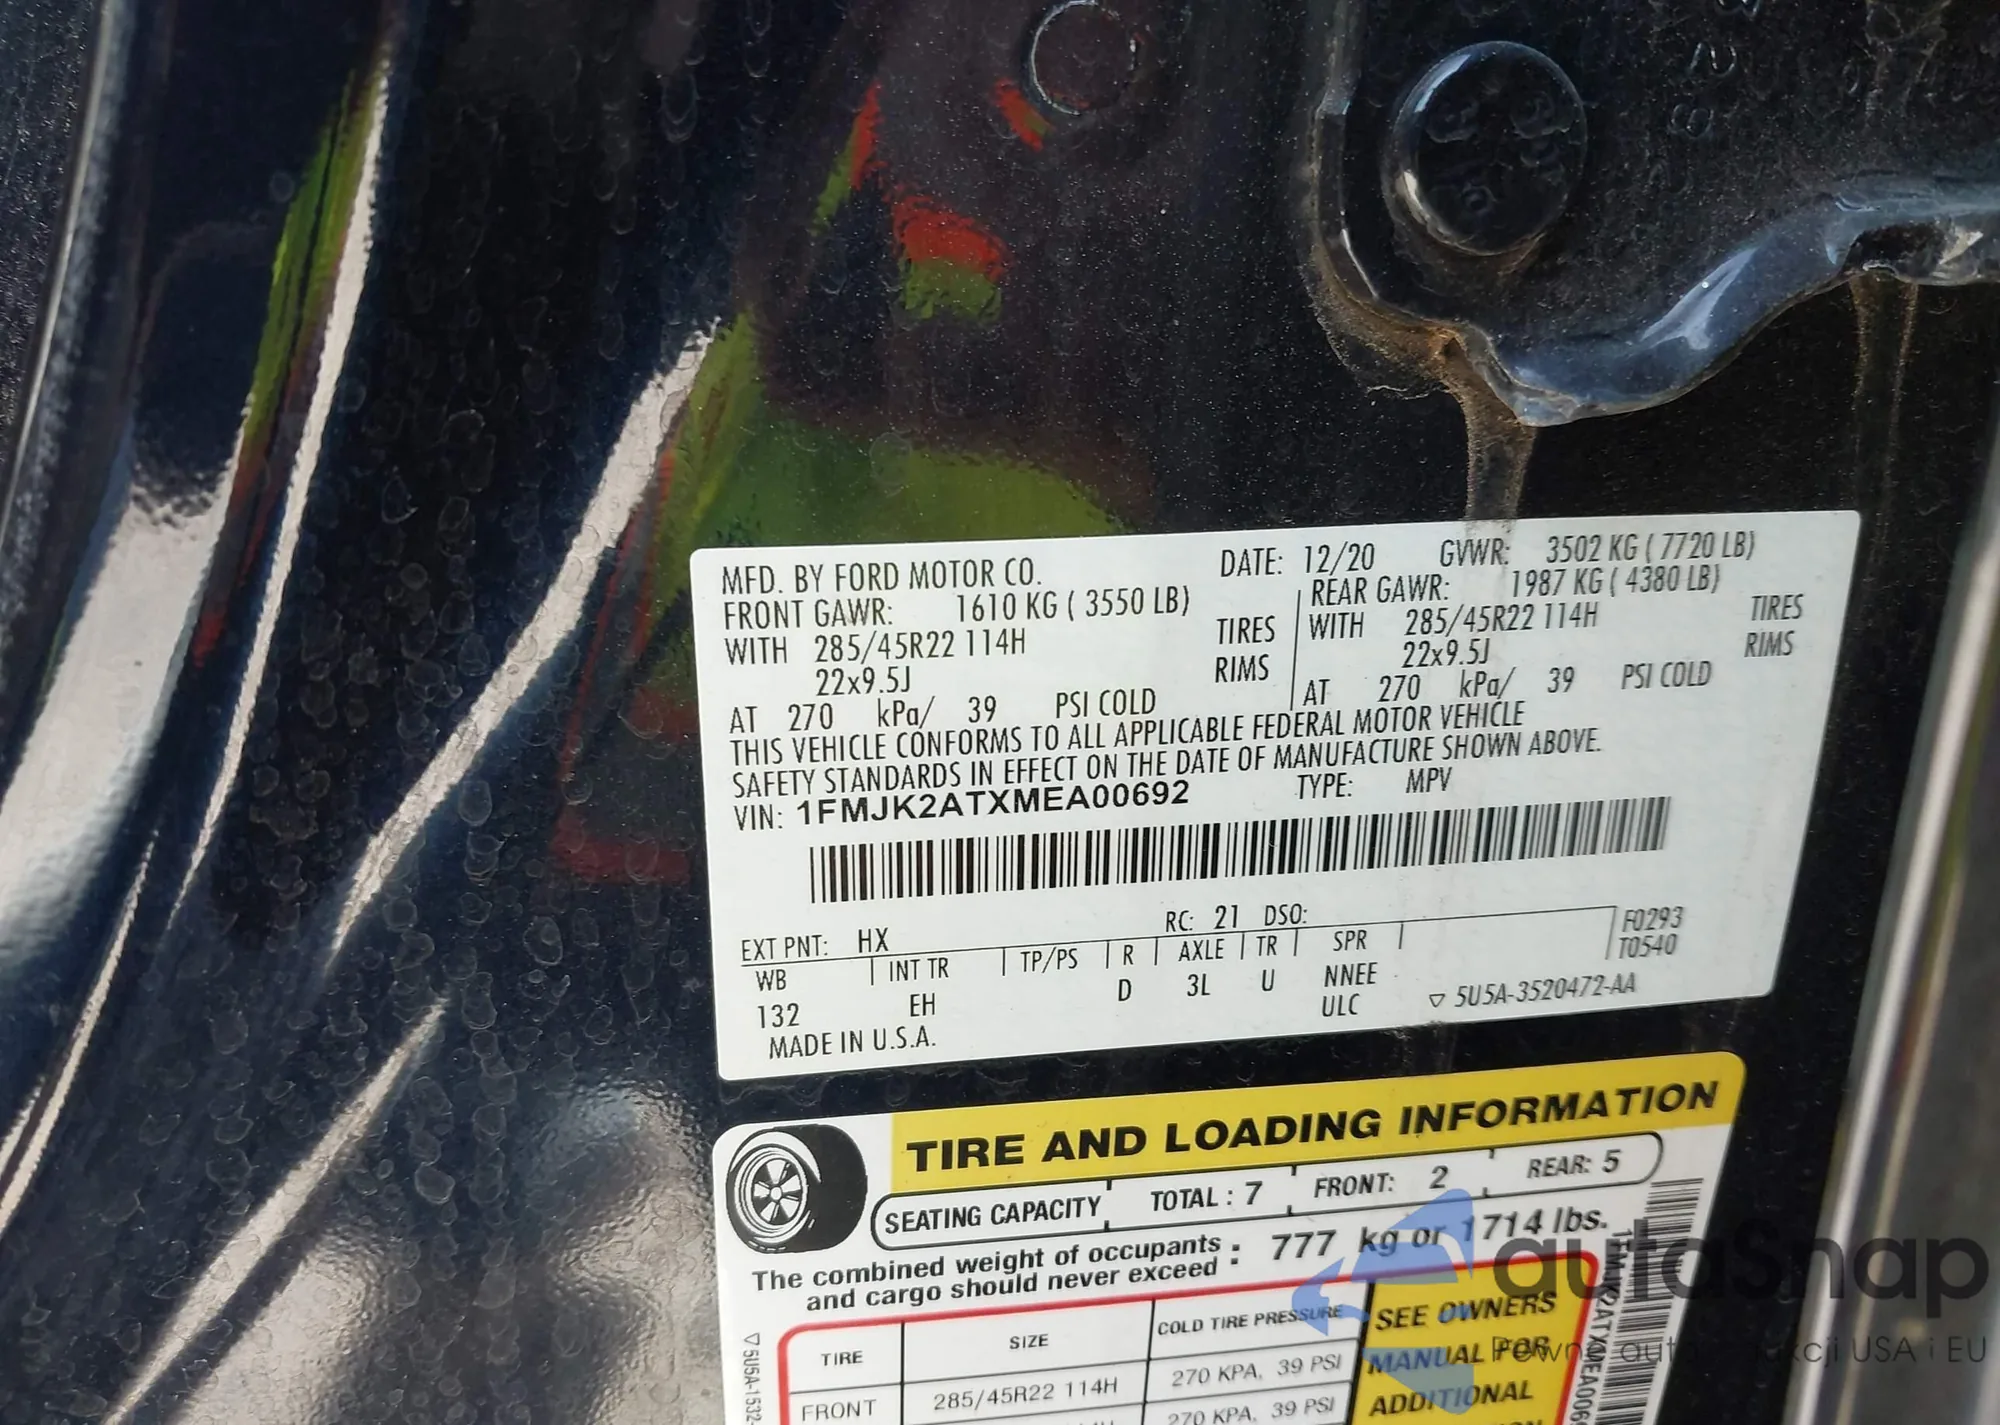 MFD. BY FORD MOTOR CO. DATE: 12/20 GVWR: 3502 KG ( 7720 LB)
FRONT GAWR: 1610 KG ( 3550 LB) REAR GAWR: 1987 KG ( 4380 LB)
WITH 285/45R22 114H TIRES WITH 285/45R22 114H TIRES
22x9.5J RIMS 22x9.5J RIMS
AT 270 kPa/ 39 PSI COLD AT 270 kPa/ 39 PSI COLD
THIS VEHICLE CONFORMS TO ALL APPLICABLE FEDERAL MOTOR VEHICLE
SAFETY STANDARDS IN EFFECT ON THE DATE OF MANUFACTURE SHOWN ABOVE.
VIN: 1FMJK2ATXMEA00692 TYPE: MPV
EXT PNT: HX RC: 21 DSO: F0293
WB INT TR TP/PS R AXLE TR SPR T0540
132 EH D 3L U NNEE
ULC ▽ 5U5A-3520472-AA
MADE IN U.S.A.
TIRE AND LOADING INFORMATION
SEATING CAPACITY TOTAL : 7 FRONT: 2 REAR: 5
The combined weight of occupants : 777 kg or 1714 lbs.
and cargo should never exceed :
TIRE SIZE COLD TIRE PRESSURE SEE OWNERS
FRONT 285/45R22 114H 270 KPA, 39 PSI MANUAL FOR
270 KPA, 39 PSI ADDITIONAL
▽ 5U5A-1532-
autoSnap
Pewne auta USA i EU